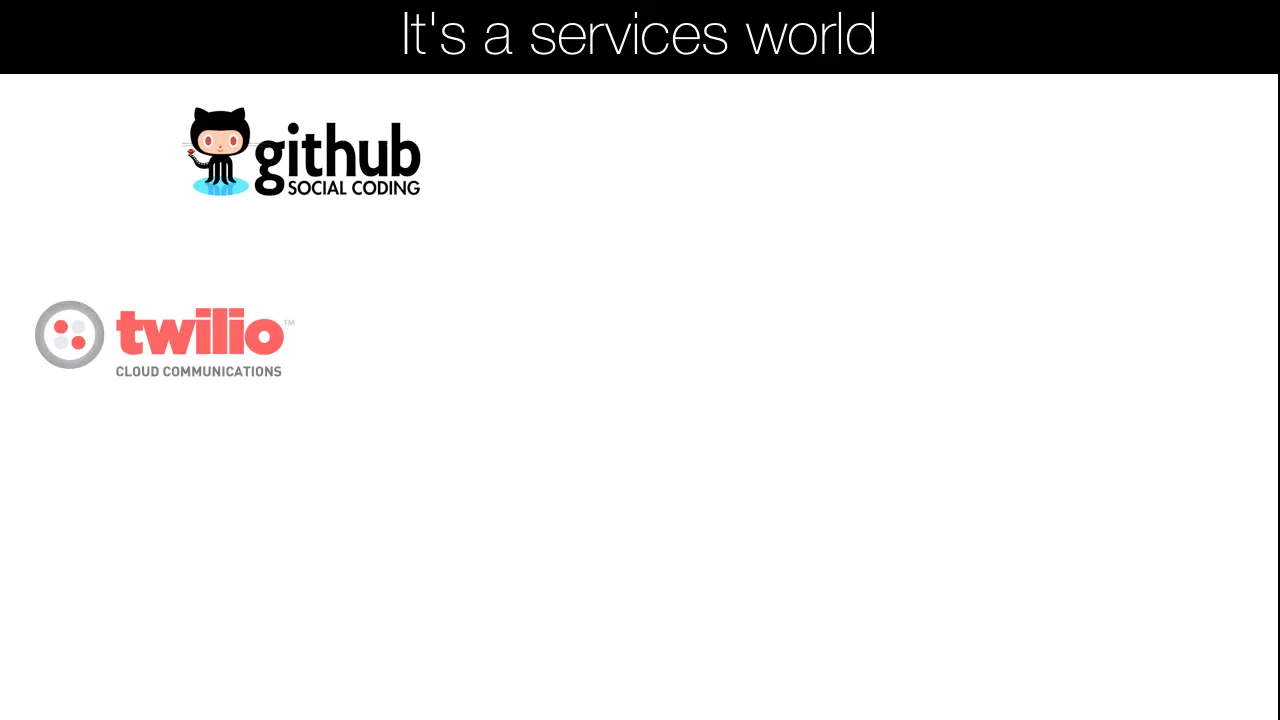 It's a services world
github
SOCIAL CODING
twilio™
CLOUD COMMUNICATIONS